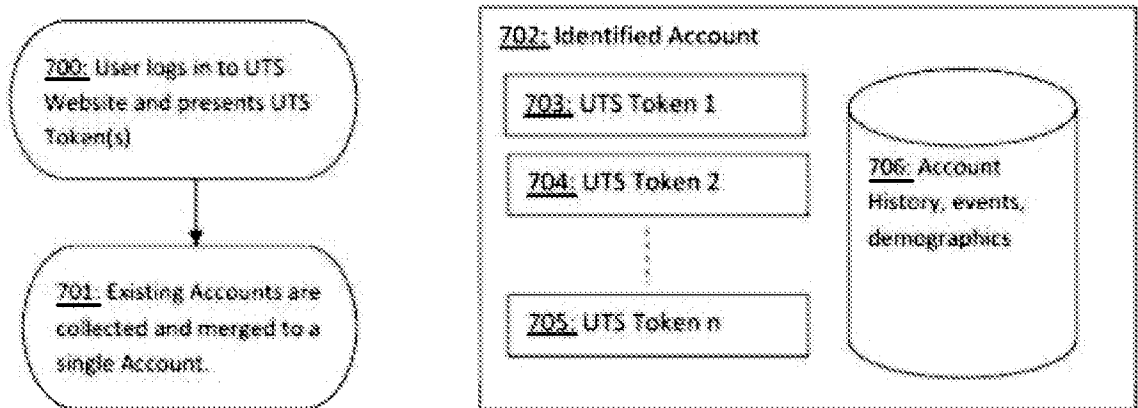 700: User logs in to UTS
Website and presents UTS
Token(s)
701: Existing Accounts are
collected and merged to a
single Account.
702: Identified Account
703: UTS Token 1
704: UTS Token 2
705: UTS Token n
706: Account
History, events,
demographics